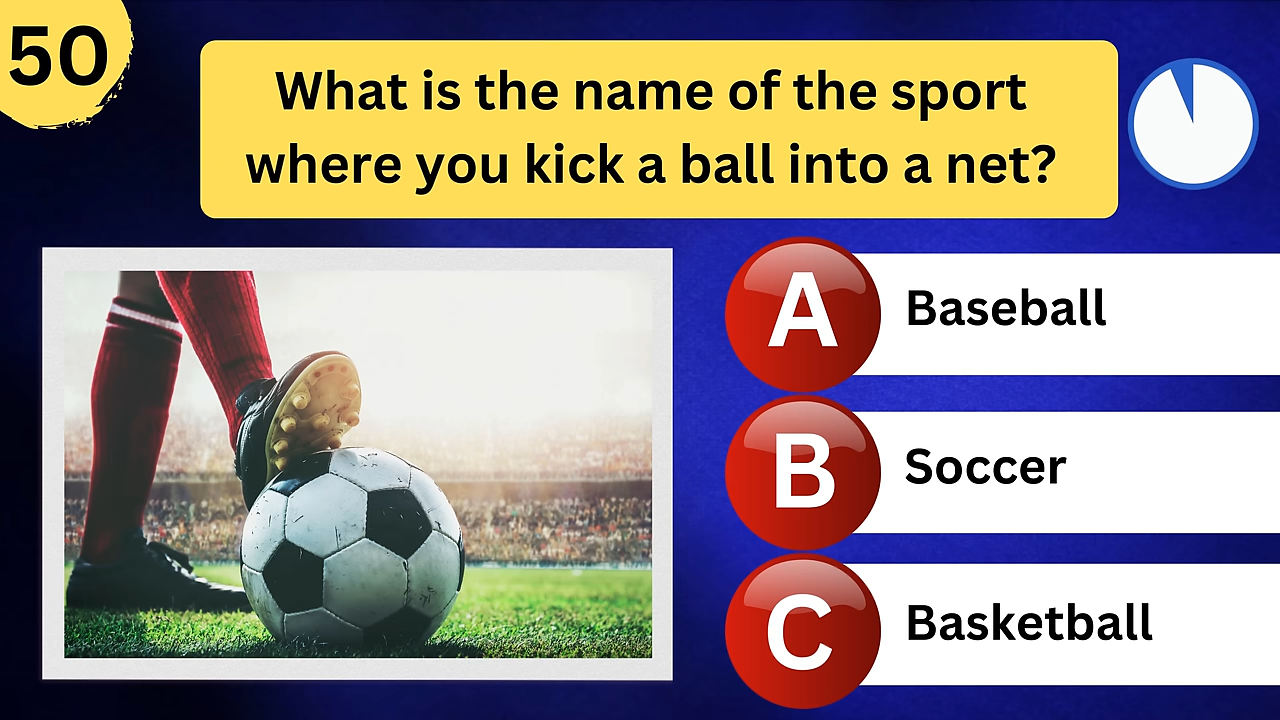 50
What is the name of the sport
where you kick a ball into a net?
A
Baseball
B
Soccer
C
Basketball